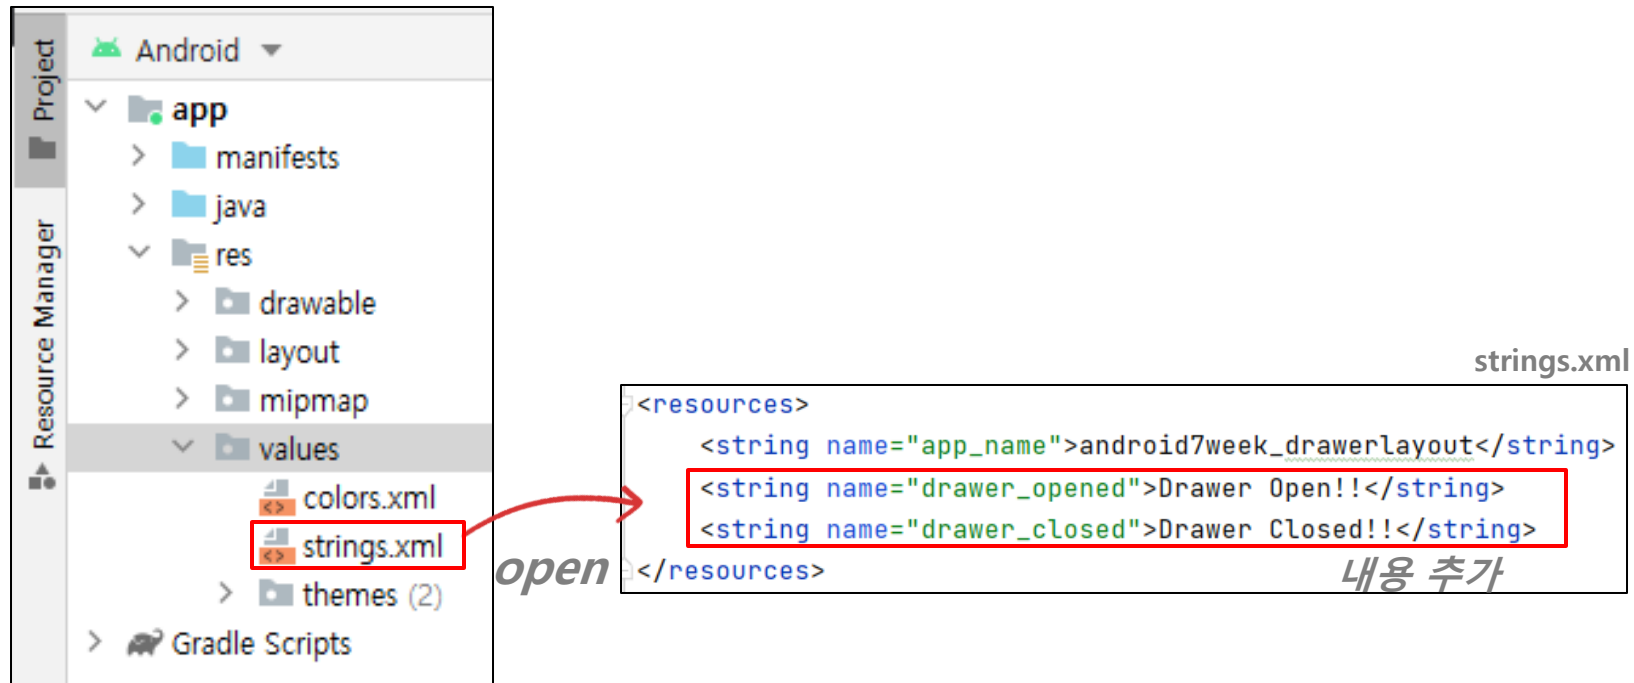 Project
Resource Manager
Android
app
manifests
java
res
drawable
layout
mipmap
values
colors.xml
strings.xml
themes (2)
Gradle Scripts
open
strings.xml
<resources>
<string name="app_name">android7week_drawerlayout</string>
<string name="drawer_opened">Drawer Open!!</string>
<string name="drawer_closed">Drawer Closed!!</string>
</resources>
내용 추가